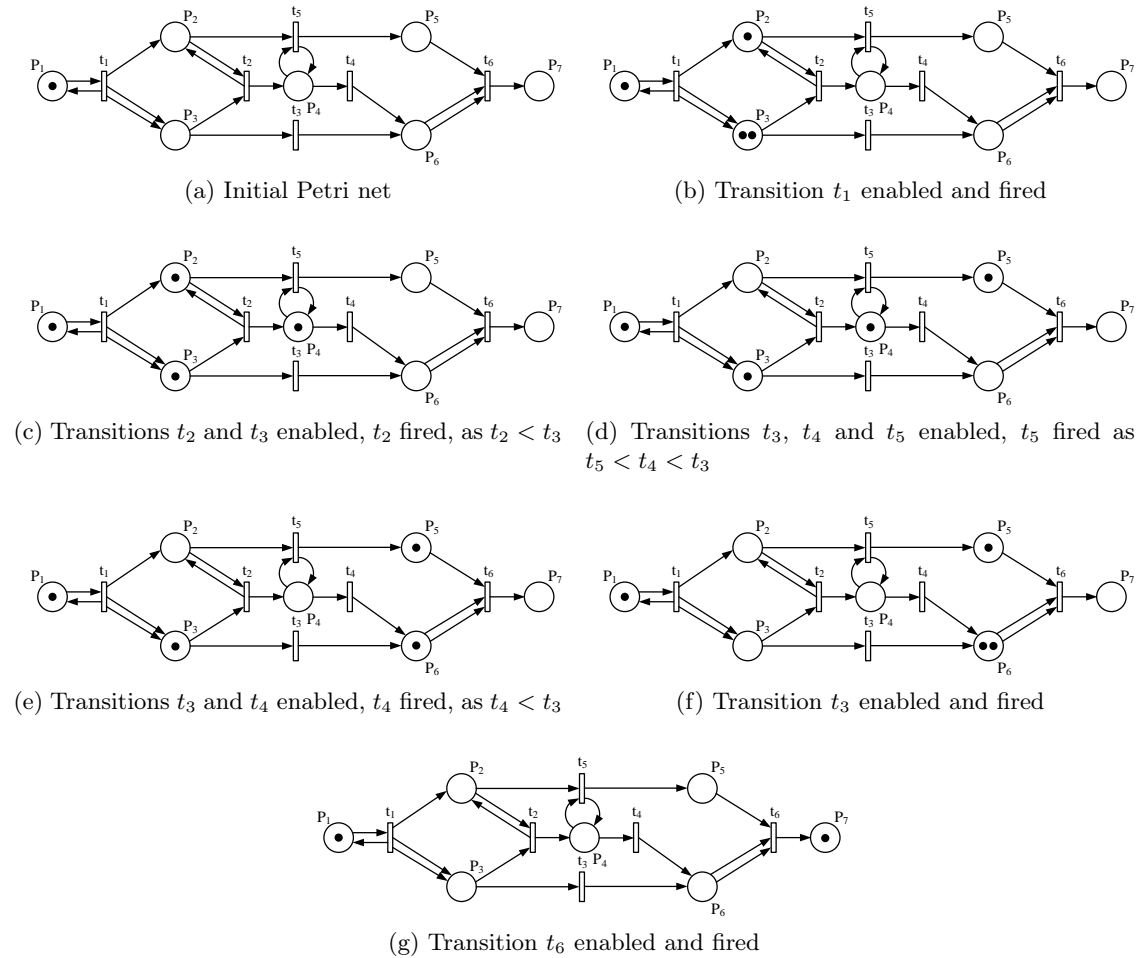 P1 t1 P2 P3 t2 t5 t3 P4 t4 P5 P6 t6 P7
(a) Initial Petri net
P1 t1 P2 P3 t2 t5 t3 P4 t4 P5 P6 t6 P7
(b) Transition t1 enabled and fired
P1 t1 P2 P3 t2 t5 t3 P4 t4 P5 P6 t6 P7
(c) Transitions t2 and t3 enabled, t2 fired, as t2 < t3
P1 t1 P2 P3 t2 t5 t3 P4 t4 P5 P6 t6 P7
(d) Transitions t3, t4 and t5 enabled, t5 fired as
t5 < t4 < t3
P1 t1 P2 P3 t2 t5 t3 P4 t4 P5 P6 t6 P7
(e) Transitions t3 and t4 enabled, t4 fired, as t4 < t3
P1 t1 P2 P3 t2 t5 t3 P4 t4 P5 P6 t6 P7
(f) Transition t3 enabled and fired
P1 t1 P2 P3 t2 t5 t3 P4 t4 P5 P6 t6 P7
(g) Transition t6 enabled and fired